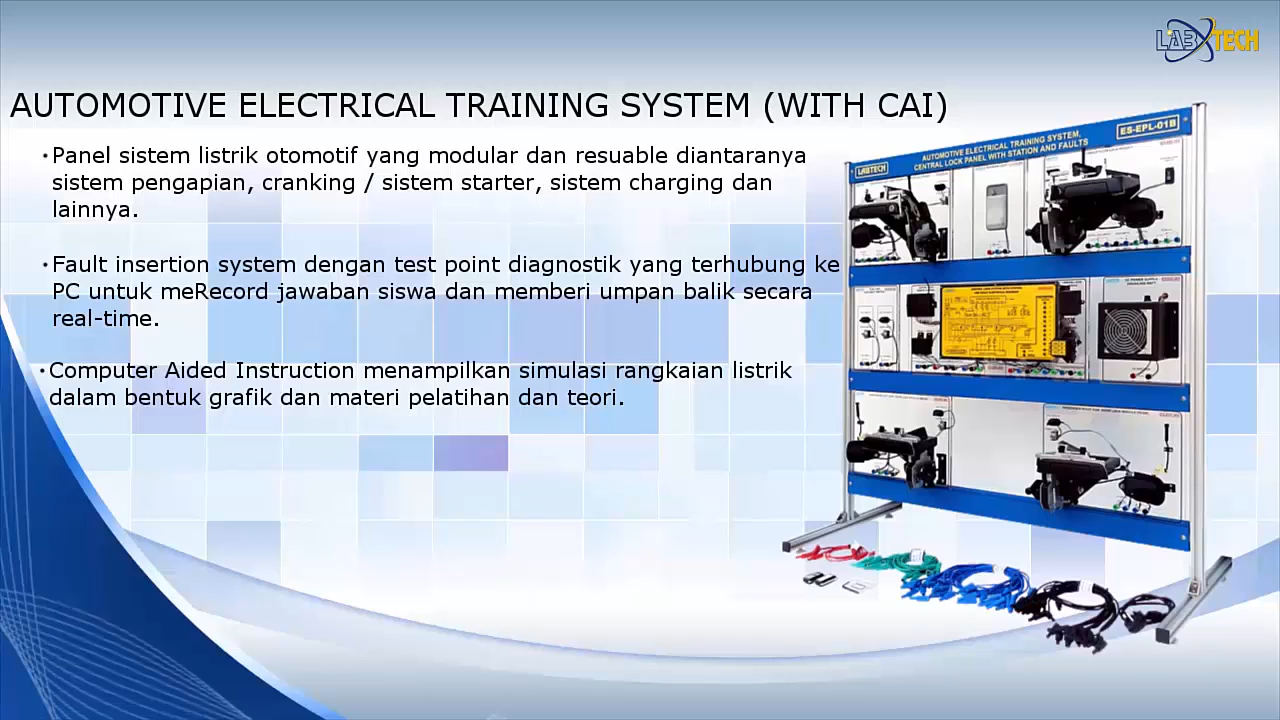 LABTECH
AUTOMOTIVE ELECTRICAL TRAINING SYSTEM (WITH CAI)
•Panel sistem listrik otomotif yang modular dan resuable diantaranya
sistem pengapian, cranking / sistem starter, sistem charging dan
lainnya.
•Fault insertion system dengan test point diagnostik yang terhubung ke
PC untuk meRecord jawaban siswa dan memberi umpan balik secara
real-time.
•Computer Aided Instruction menampilkan simulasi rangkaian listrik
dalam bentuk grafik dan materi pelatihan dan teori.
LABTECH
AUTOMOTIVE ELECTRICAL TRAINING SYSTEM,
CENTRAL LOCK PANEL WITH STATION AND FAULTS
ES-EPL-01B